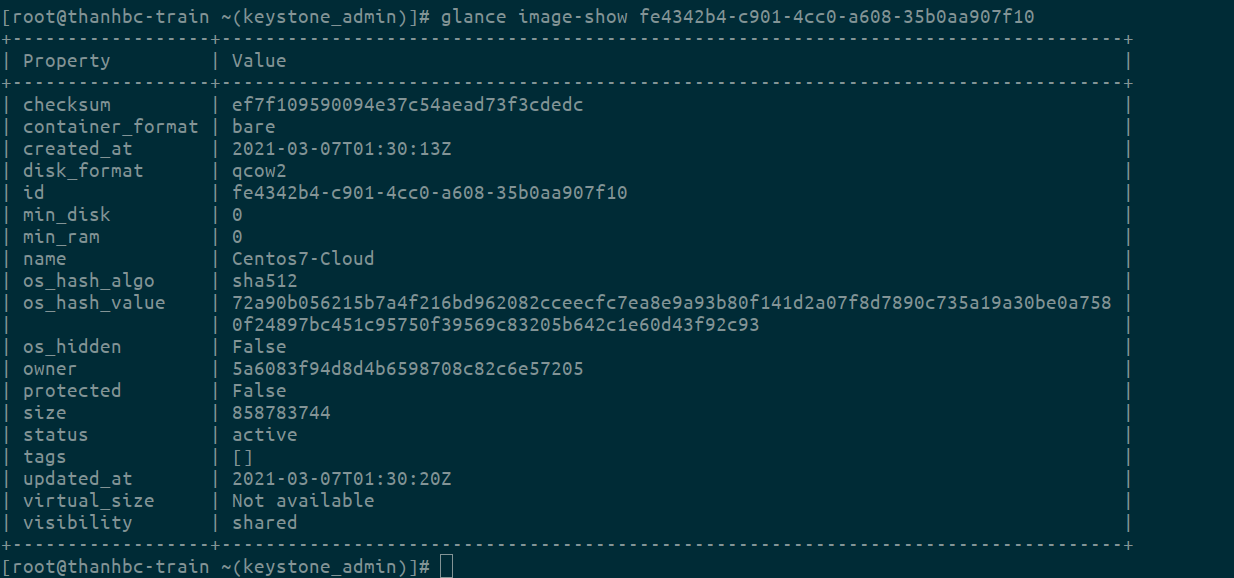 [root@thanhbc-train ~(keystone_admin)]# glance image-show fe4342b4-c901-4cc0-a608-35b0aa907f10
+------------------+----------------------------------------------------------------------------------+
| Property         | Value                                                                            |
+------------------+----------------------------------------------------------------------------------+
| checksum         | ef7f109590094e37c54aead73f3cdedc                                                 |
| container_format | bare                                                                             |
| created_at       | 2021-03-07T01:30:13Z                                                             |
| disk_format      | qcow2                                                                            |
| id               | fe4342b4-c901-4cc0-a608-35b0aa907f10                                             |
| min_disk         | 0                                                                                |
| min_ram          | 0                                                                                |
| name             | Centos7-Cloud                                                                    |
| os_hash_algo     | sha512                                                                           |
| os_hash_value    | 72a90b056215b7a4f216bd962082cceecfc7ea8e9a93b80f141d2a07f8d7890c735a19a30be0a758 |
|                  | 0f24897bc451c95750f39569c83205b642c1e60d43f92c93                                 |
| os_hidden        | False                                                                            |
| owner            | 5a6083f94d8d4b6598708c82c6e57205                                                 |
| protected        | False                                                                            |
| size             | 858783744                                                                        |
| status           | active                                                                           |
| tags             | []                                                                               |
| updated_at       | 2021-03-07T01:30:20Z                                                             |
| virtual_size     | Not available                                                                    |
| visibility       | shared                                                                           |
+------------------+----------------------------------------------------------------------------------+
[root@thanhbc-train ~(keystone_admin)]#